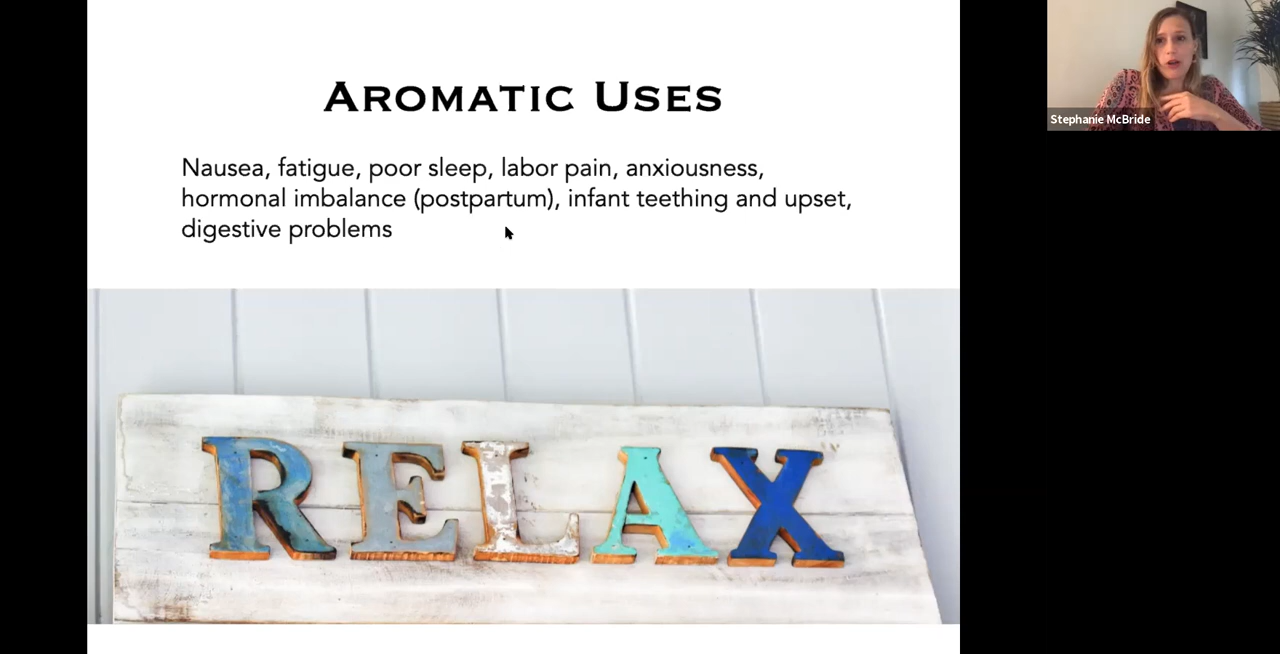 AROMATIC USES
Nausea, fatigue, poor sleep, labor pain, anxiousness,
hormonal imbalance (postpartum), infant teething and upset,
digestive problems
RELAX
Stephanie McBride